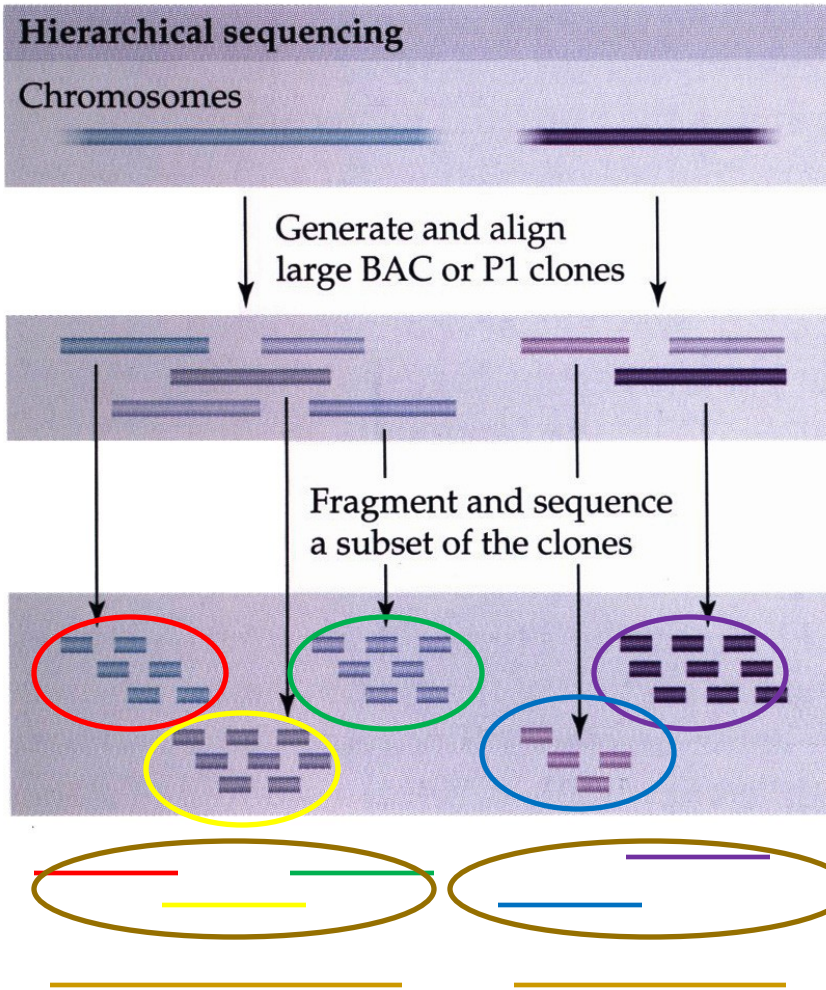 Hierarchical sequencing
Chromosomes
Generate and align
large BAC or P1 clones
Fragment and sequence
a subset of the clones